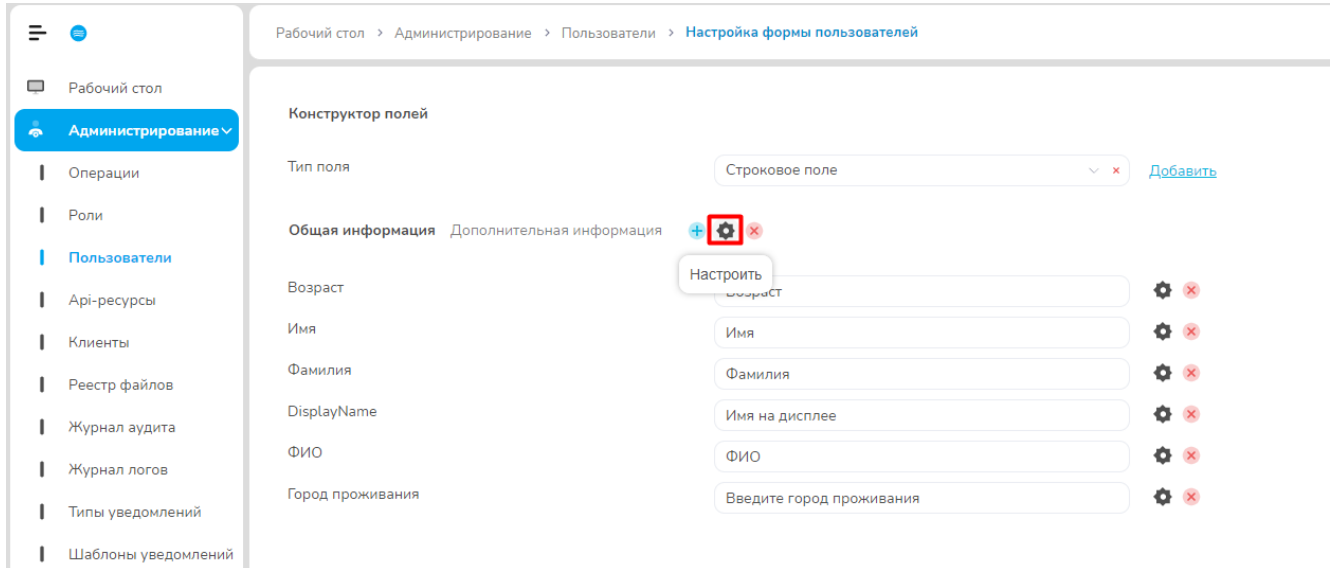 Рабочий стол > Администрирование > Пользователи > Настройка формы пользователей
Рабочий стол
Администрирование
Операции
Роли
Пользователи
Api-ресурсы
Клиенты
Реестр файлов
Журнал аудита
Журнал логов
Типы уведомлений
Шаблоны уведомлений
Конструктор полей
Тип поля Строковое поле Добавить
Общая информация Дополнительная информация
Настроить
Возраст Возраст
Имя Имя
Фамилия Фамилия
DisplayName Имя на дисплее
ФИО ФИО
Город проживания Введите город проживания